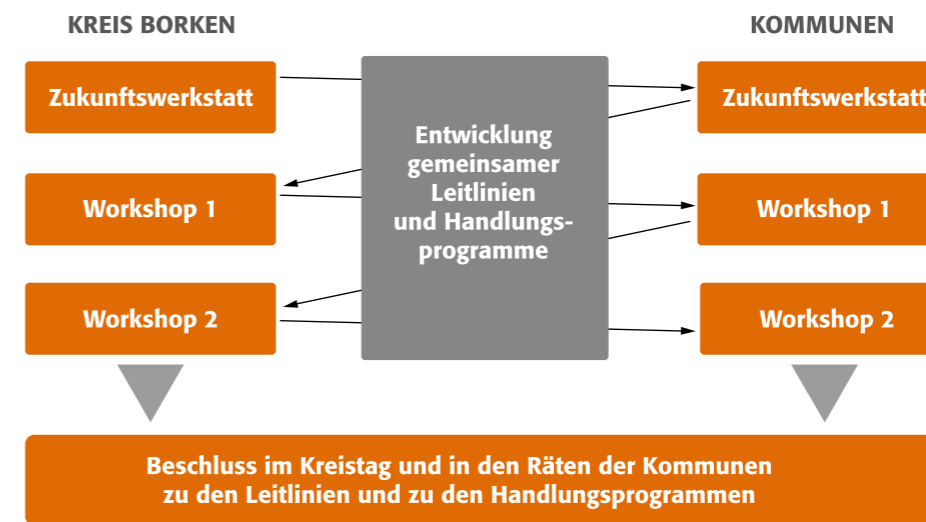 KREIS BORKEN
KOMMUNEN
Zukunftswerkstatt
Zukunftswerkstatt
Entwicklung
gemeinsamer
Leitlinien
und Handlungs-
programme
Workshop 1
Workshop 1
Workshop 2
Workshop 2
Beschluss im Kreistag und in den Räten der Kommunen
zu den Leitlinien und zu den Handlungsprogrammen